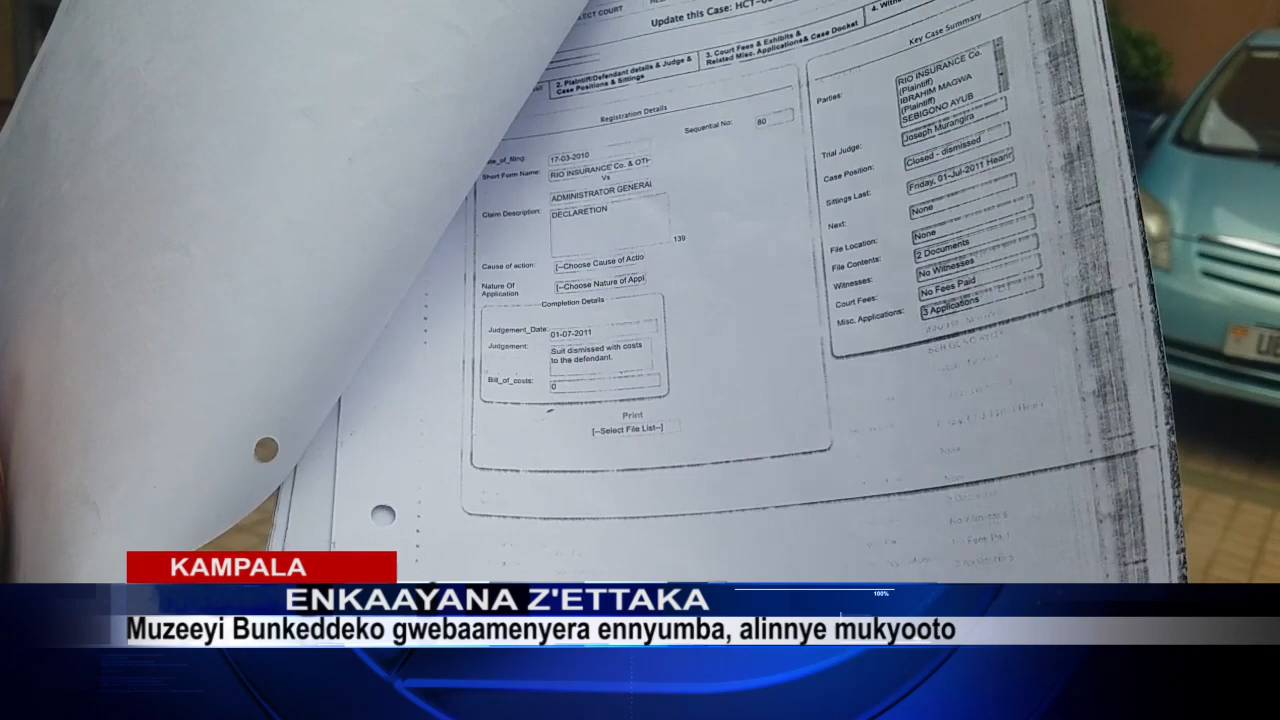 LECT COURT
Update this Case: HCT-
2. Plaintiff/Defendant details & Judge & Case Positions & Sittings
3. Court Fees & Exhibits & Related Misc. Applications& Case Docket
4.
Registration Details
Sequential No: 80
17-03-2010
Short Form Name: RIO INSURANCE Co. & OTH
Vs
ADMINISTRATOR GENERAL
Claim Description: DECLARETION
139
Cause of action: [--Choose Cause of Actio
Nature Of Application [--Choose Nature of Appl
Completion Details
Judgement_Date: 01-07-2011
Judgement: Suit dismissed with costs
to the defendant.
Bill_of_costs: 0
Print
[--Select File List--]
Key Case Summary
Parties: RIO INSURANCE Co.
(Plaintiff)
IBRAHIM MAGWA
(Plaintiff)
SEBIGONO AYUB
Trial Judge: Joseph Murangira
Case Position: Closed - dismissed
Sittings Last: Friday, 01-Jul-2011 Hearin
Next: None
File Location: None
File Contents: 2 Documents
Witnesses: No Witnesses
Court Fees: No Fees Paid
Misc. Applications: 3 Applications
KAMPALA
ENKAAYANA Z'ETTAKA
100%
Muzeeyi Bunkeddeko gwebaamenyera ennyumba, alinnye mukyooto